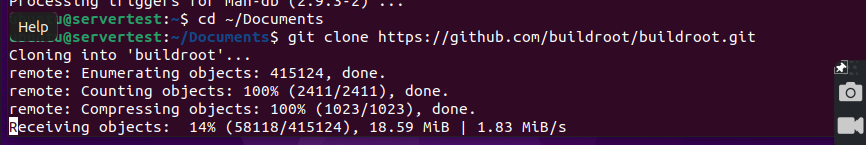 Processing triggers for man-db (2.9.3-2) ...
u@servertest:~$ cd ~/Documents
Help
u@servertest:~/Documents$ git clone https://github.com/buildroot/buildroot.git
Cloning into 'buildroot'...
remote: Enumerating objects: 415124, done.
remote: Counting objects: 100% (2411/2411), done.
remote: Compressing objects: 100% (1023/1023), done.
Receiving objects:  14% (58118/415124), 18.59 MiB | 1.83 MiB/s